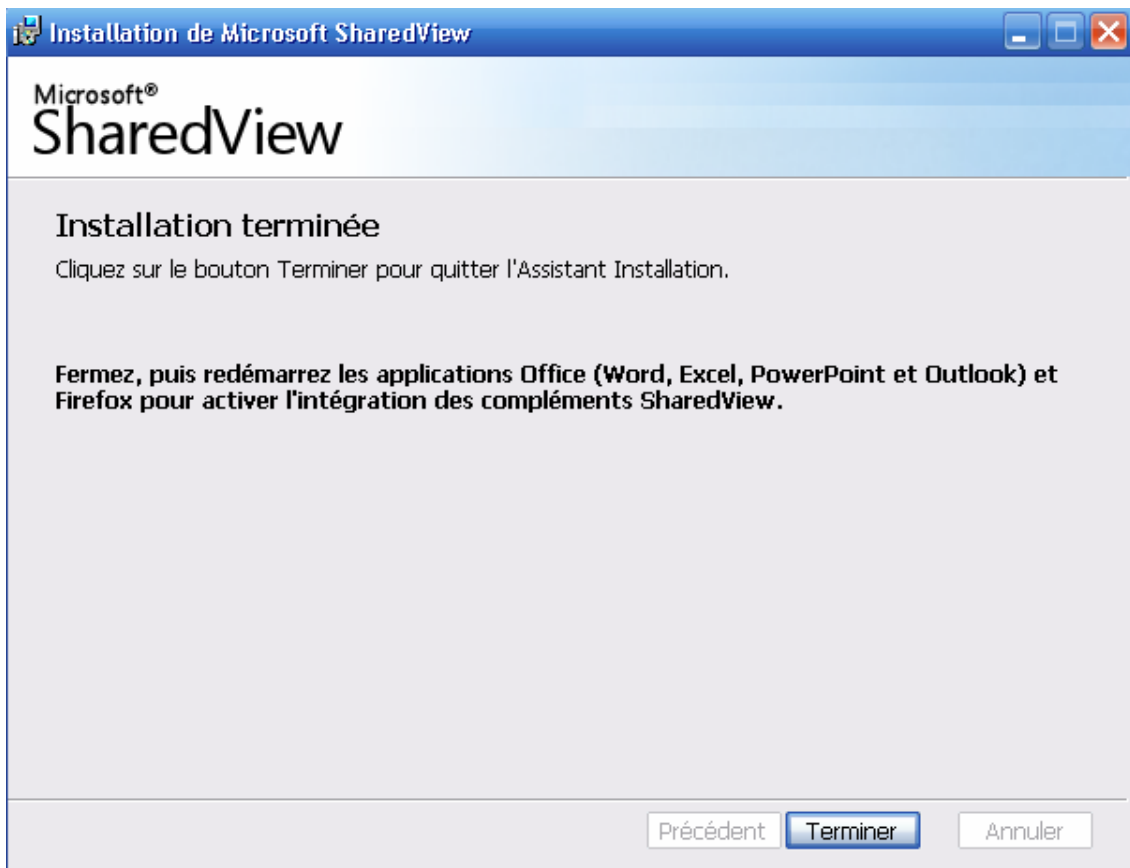 Installation de Microsoft SharedView
Microsoft®
SharedView
Installation terminée
Cliquez sur le bouton Terminer pour quitter l'Assistant Installation.
Fermez, puis redémarrez les applications Office (Word, Excel, PowerPoint et Outlook) et
Firefox pour activer l'intégration des compléments SharedView.
Précédent Terminer Annuler